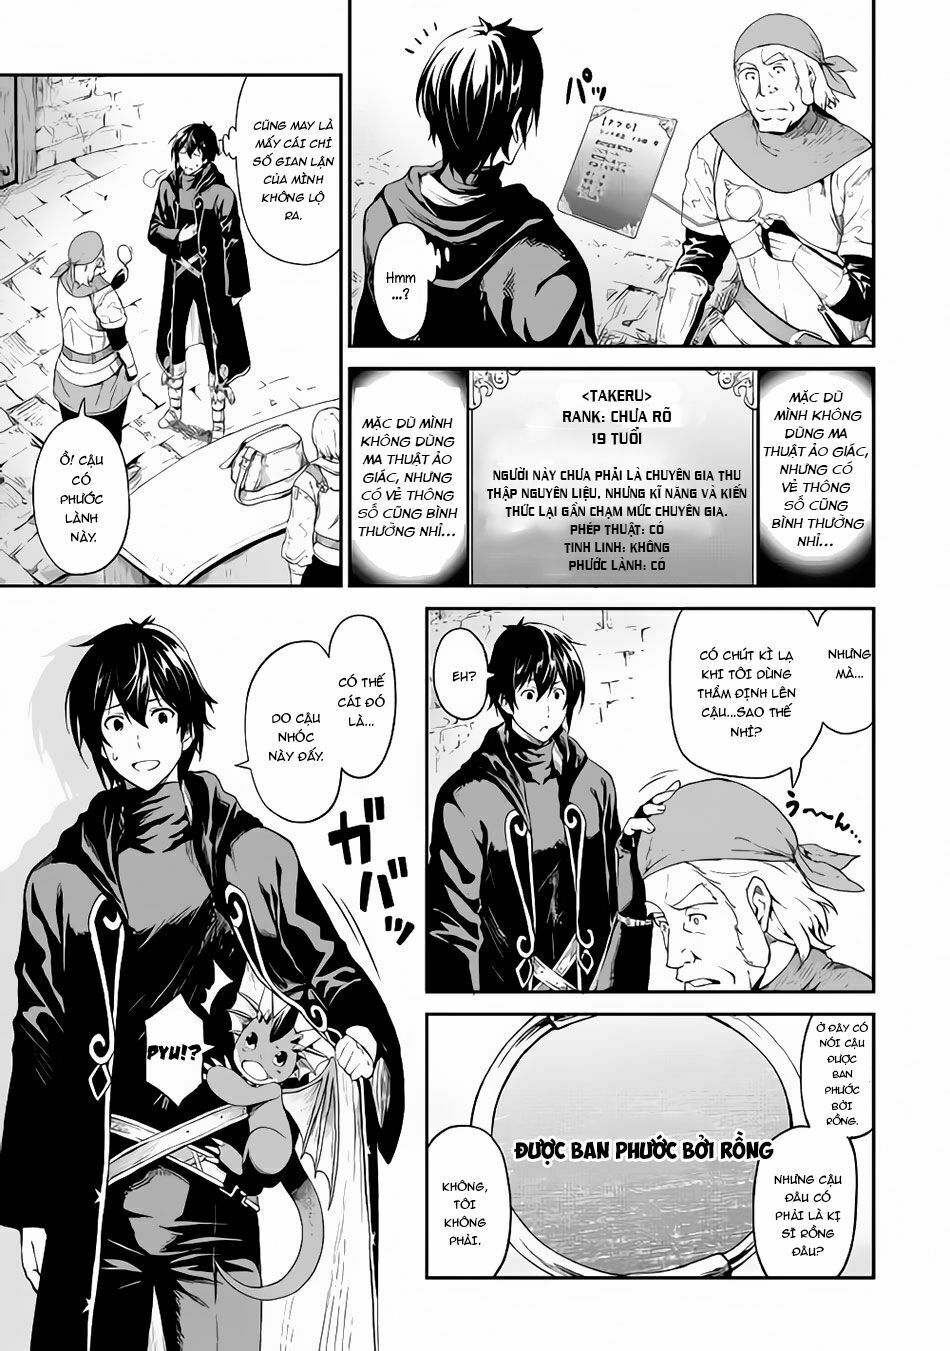 パッ
Hmm
...?
MẶC DÙ
MÌNH
KHÔNG
DÙNG MA
THUẬT ẢO
GIÁC,
NHƯNG CÓ
VẺ THÔNG
SỐ CŨNG
BÌNH
THƯỜNG
NHỈ...
<TAKERU>
RANK: CHƯA RÕ
19 TUỔI
NGƯỜI NÀY CHƯA PHẢI LÀ CHUYÊN GIA THU
THẬP NGUYÊN LIỆU, NHƯNG KĨ NĂNG VÀ KIẾN
THỨC LẠI GẦN CHẠM MỨC CHUYÊN GIA.
PHÉP THUẬT: CÓ
TINH LINH: KHÔNG
PHƯỚC LÀNH: CÓ
MẶC DÙ MÌNH
KHÔNG DÙNG
MA THUẬT ẢO
GIÁC, NHƯNG
CÓ VẺ THÔNG
SỐ CŨNG BÌNH
THƯỜNG NHỈ...
CŨNG MAY LÀ
MẤY CÁI CHỈ
SỐ GIAN LẬN
CỦA MÌNH
KHÔNG LỘ
RA.
Ồ! CẬU
CÓ
PHƯỚC
LÀNH
NÀY.
NHƯNG
MÀ...
CÓ CHÚT KÌ LẠ
KHI TÔI DÙNG
THẨM ĐỊNH LÊN
CẬU...SAO THẾ
NHỈ?
EH?
う〜〜ん...
Ở ĐÂY CÓ
NÓI CẬU
ĐƯỢC
BAN
PHƯỚC
BỞI
RỒNG.
ĐƯỢC BAN PHƯỚC BỞI RỒNG
NHƯNG CẬU
ĐÂU CÓ
PHẢI LÀ KỊ
SĨ RỒNG
ĐÂU?
KHÔNG,
TÔI
KHÔNG
PHẢI.
CÓ THỂ
CÁI ĐÓ
LÀ...
DO CẬU
NHÓC
NÀY ĐẤY.
ガバッ
PYU!?